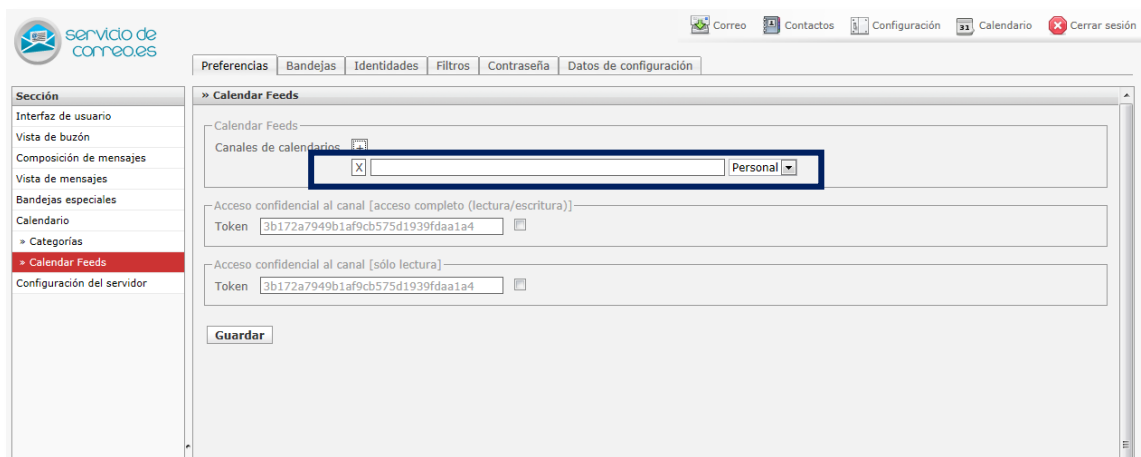 servicio de
correo.es
Correo
Contactos
Configuración
31 Calendario
Cerrar sesión
Preferencias
Bandejas
Identidades
Filtros
Contraseña
Datos de configuración
Sección
Interfaz de usuario
Vista de buzón
Composición de mensajes
Vista de mensajes
Bandejas especiales
Calendario
» Categorías
» Calendar Feeds
Configuración del servidor
» Calendar Feeds
Calendar Feeds
Canales de calendarios +
X Personal
Acceso confidencial al canal [acceso completo (lectura/escritura)]
Token 3b172a7949b1af9cb575d1939fdaa1a4
Acceso confidencial al canal [sólo lectura]
Token 3b172a7949b1af9cb575d1939fdaa1a4
Guardar